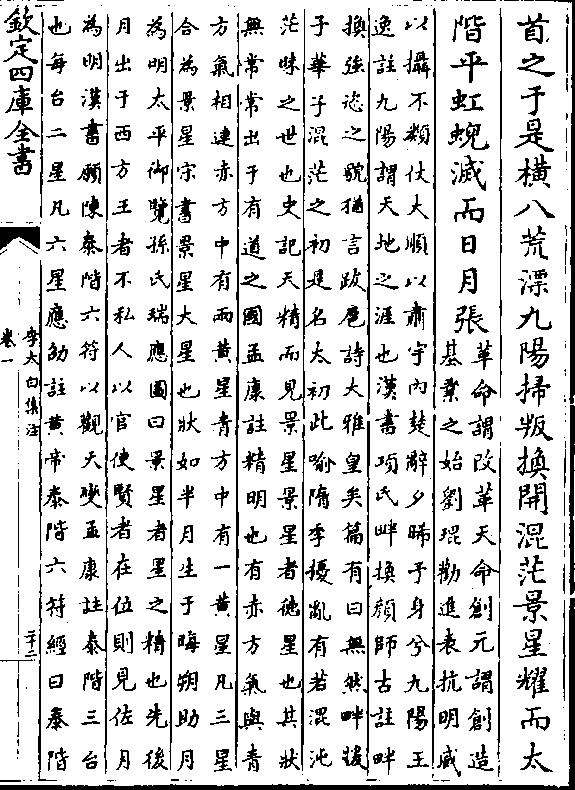 首之于是橫八荒漂九陽掃叛換開混茫景星耀而太
階平虹蜺滅而日月張
革命謂改革天命創元謂創造
基業之始劉琨勸進表抗明威
以攝不類仗大順以肅宇內楚辭夕晞予身兮九陽王
逸註九陽謂天地之涯也漢書項氏畔換顔師古註畔
換強恣之貌猶言跋扈詩大雅皇矣篇有曰無然畔援
子華子混茫之初是名太初此喻隋季擾亂有若混沌
茫昧之世也史記天精而見景星景星者徳星也其狀
無常常出于有道之國孟康註精明也有赤方氣與青
方氣相連赤方中有兩黄星青方中有一黄星凡三星
合為景星宋書景星大星也狀如半月生于晦朔助月
為明太平御覽孫氏瑞應圖曰景星者星之精也先後
月出于西方王者不私人以官使賢者在位則見佐月
為明漢書願陳泰階六符以觀天變孟康註泰階三台
也每台二星凡六星應劭註黄帝泰階六符經曰泰階
欽定四庫全書
李太白集注
卷一